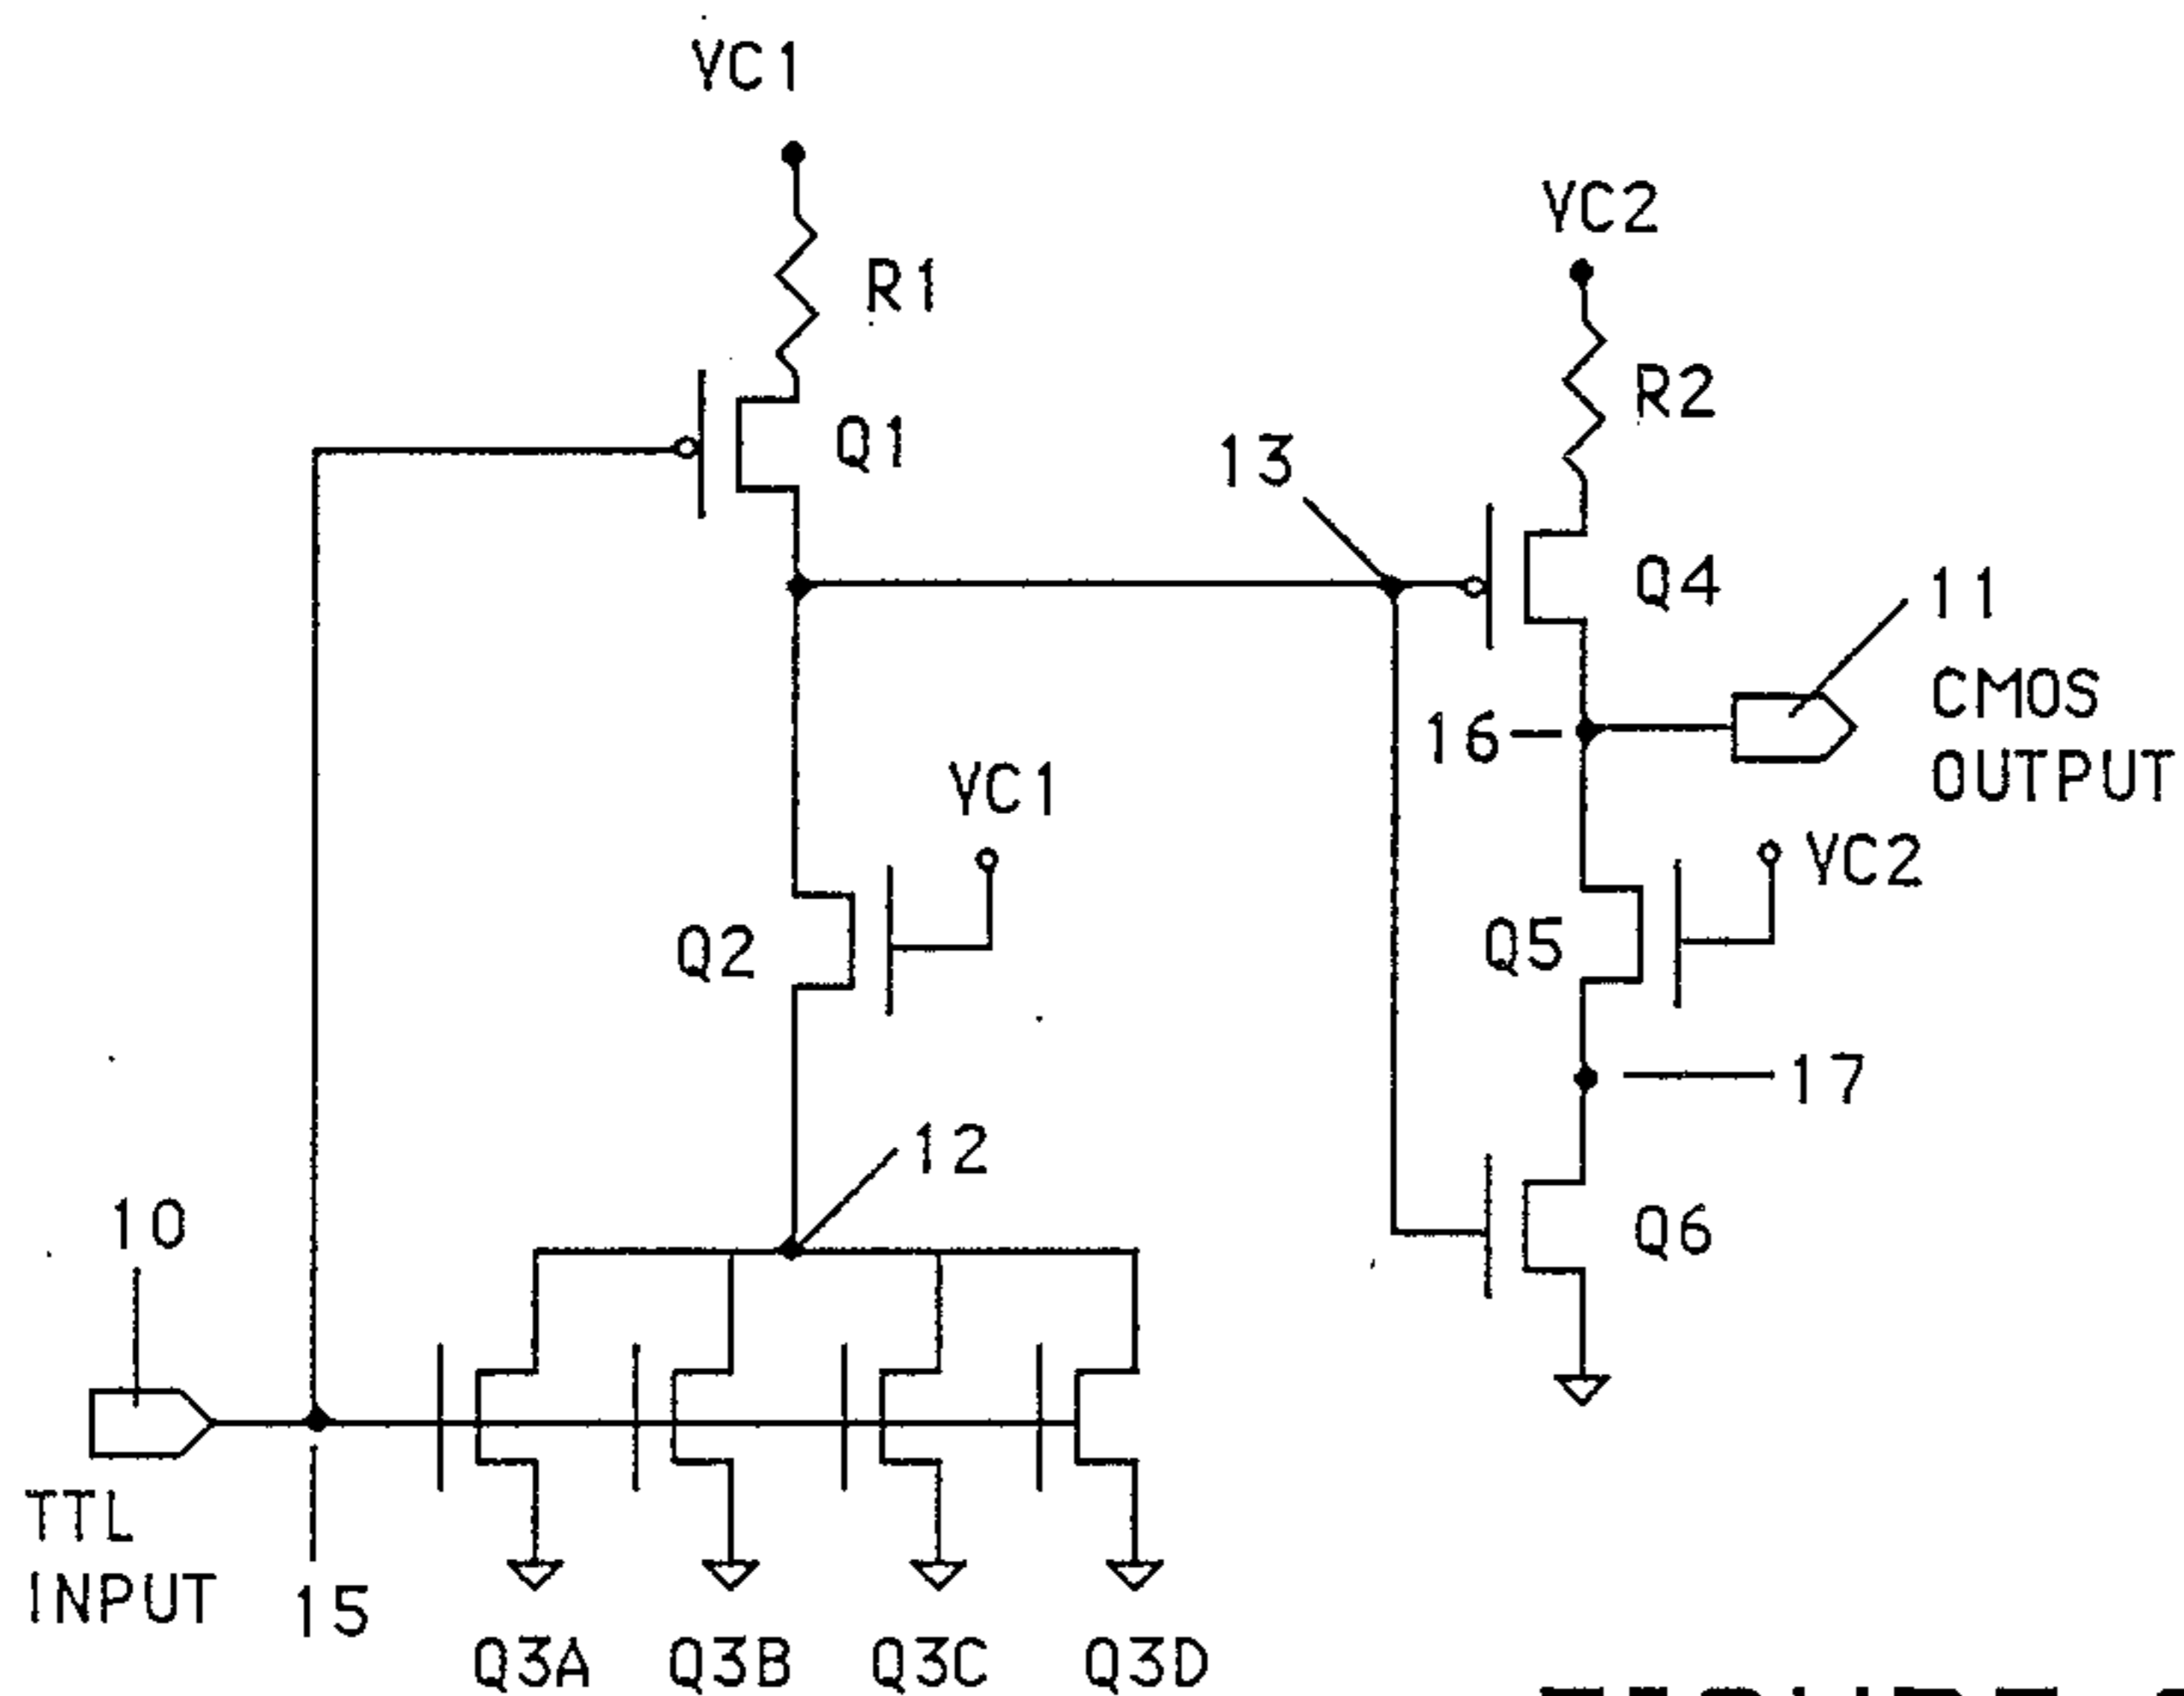 VC1
R1
Q1
VC2
R2
13
Q4
11
CMOS
OUTPUT
16
VC1
Q2
VC2
Q5
17
12
10
Q6
TTL
INPUT
15
Q3A Q3B Q3C Q3D